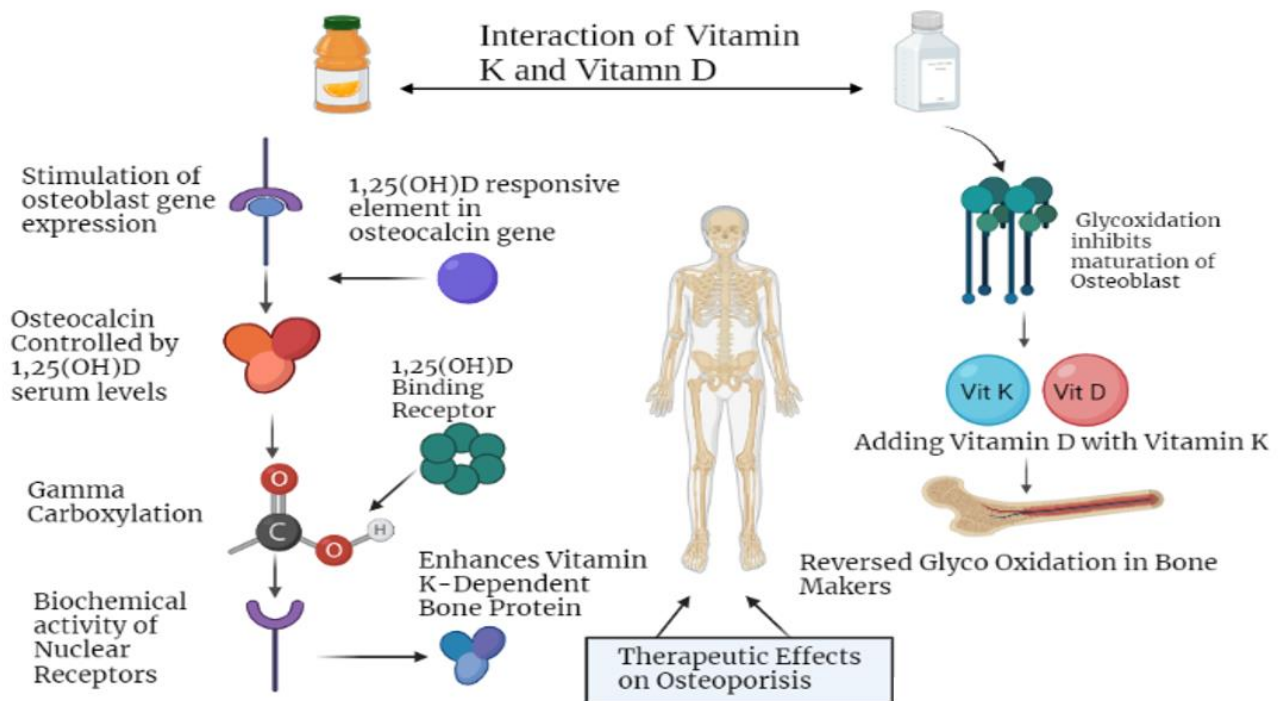 Interaction of Vitamin
K and Vitamn D
Stimulation of
osteoblast gene
expression
1,25(OH)D responsive
element in
osteocalcin gene
Osteocalcin
Controlled by
1,25(OH)D
serum levels
1,25(OH)D
Binding
Receptor
Gamma
Carboxylation
O
C
O
H
Biochemical
activity of
Nuclear
Receptors
Enhances Vitamin
K-Dependent
Bone Protein
Therapeutic Effects
on Osteoporisis
Glycoxidation
inhibits
maturation of
Osteoblast
Vit K
Vit D
Adding Vitamin D with Vitamin K
Reversed Glyco Oxidation in Bone
Makers